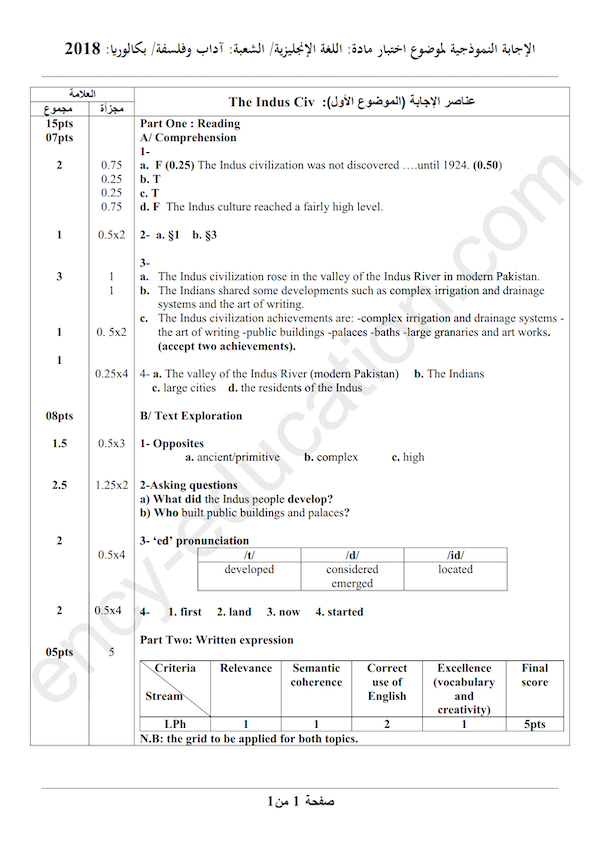 الإجابة النموذجية لموضوع اختبار مادة: اللغة الإنجليزية/ الشعبة: آداب وفلسفة/ بكالوريا: 2018
العلامة
مجموع مجزأة عناصر الإجابة (الموضوع الأول): The Indus Civ
15pts Part One : Reading
07pts A/ Comprehension
1-
2 0.75 a. F (0.25) The Indus civilization was not discovered ….until 1924. (0.50)
0.25 b. T
0.25 c. T
0.75 d. F The Indus culture reached a fairly high level.
1 0.5x2 2- a. §1 b. §3
3-
3 1 a. The Indus civilization rose in the valley of the Indus River in modern Pakistan.
1 b. The Indians shared some developments such as complex irrigation and drainage
systems and the art of writing.
c. The Indus civilization achievements are: -complex irrigation and drainage systems -
1 0. 5x2 the art of writing -public buildings -palaces -baths -large granaries and art works.
(accept two achievements).
1
0.25x4 4- a. The valley of the Indus River (modern Pakistan) b. The Indians
c. large cities d. the residents of the Indus
08pts B/ Text Exploration
1.5 0.5x3 1- Opposites
a. ancient/primitive b. complex c. high
2.5 1.25x2 2-Asking questions
a) What did the Indus people develop?
b) Who built public buildings and palaces?
2 3- ‘ed’ pronunciation
0.5x4 /t/ /d/ /id/
developed considered located
emerged
2 0.5x4 4- 1. first 2. land 3. now 4. started
Part Two: Written expression
05pts 5
Criteria Relevance Semantic Correct Excellence Final
coherence use of (vocabulary score
Stream English and
creativity)
LPh 1 1 2 1 5pts
N.B: the grid to be applied for both topics.
صفحة 1 من1
ency-education.com